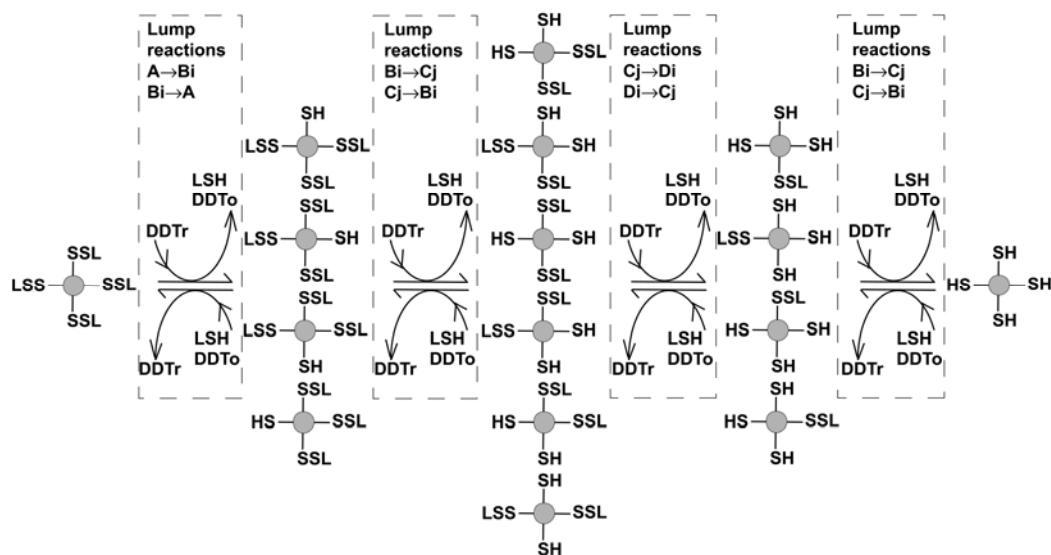 SSL
LSS SSL
SSL
Lump
reactions
A→Bi
Bi→A
LSH
DDTo
DDTr
LSH
DDTo
DDTr
SH
LSS SSL
SSL
SSL
LSS SH
SSL
SSL
LSS SSL
SH
SSL
HS SSL
SSL
Lump
reactions
Bi→Cj
Cj→Bi
LSH
DDTo
DDTr
LSH
DDTo
DDTr
SH
HS SSL
SSL
SH
LSS SH
SSL
SSL
HS SH
SSL
SSL
LSS SH
SH
SSL
HS SSL
SH
SH
LSS SSL
SH
Lump
reactions
Cj→Di
Di→Cj
LSH
DDTo
DDTr
LSH
DDTo
DDTr
SH
HS SH
SSL
SH
LSS SH
SH
SSL
HS SH
SH
SH
HS SSL
SH
Lump
reactions
Bi→Cj
Cj→Bi
LSH
DDTo
DDTr
LSH
DDTo
DDTr
SH
HS SH
SH